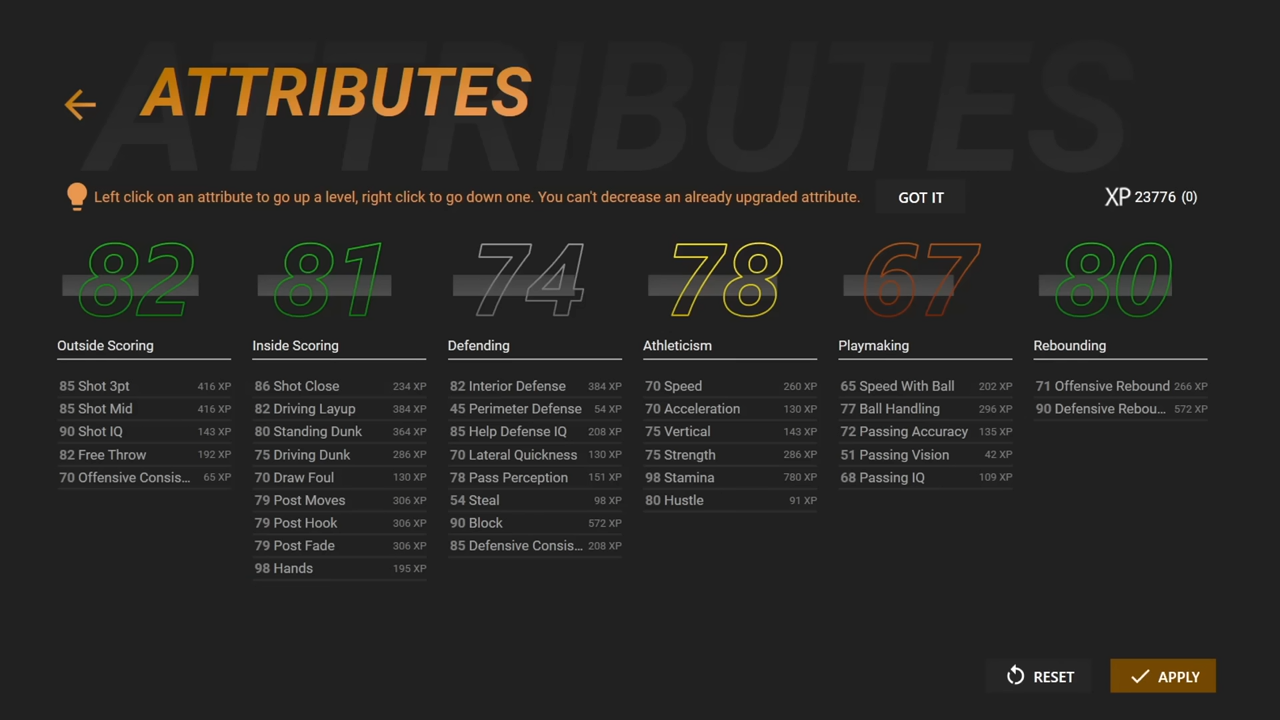 ATTRIBUTES
ATTRIBUTES
Left click on an attribute to go up a level, right click to go down one. You can't decrease an already upgraded attribute.
GOT IT
XP 23776 (0)
82
Outside Scoring
85 Shot 3pt 416 XP
85 Shot Mid 416 XP
90 Shot IQ 143 XP
82 Free Throw 192 XP
70 Offensive Consis... 65 XP
81
Inside Scoring
86 Shot Close 234 XP
82 Driving Layup 384 XP
80 Standing Dunk 364 XP
75 Driving Dunk 286 XP
70 Draw Foul 130 XP
79 Post Moves 306 XP
79 Post Hook 306 XP
79 Post Fade 306 XP
98 Hands 195 XP
74
Defending
82 Interior Defense 384 XP
45 Perimeter Defense 54 XP
85 Help Defense IQ 208 XP
70 Lateral Quickness 130 XP
78 Pass Perception 151 XP
54 Steal 98 XP
90 Block 572 XP
85 Defensive Consis... 208 XP
78
Athleticism
70 Speed 260 XP
70 Acceleration 130 XP
75 Vertical 143 XP
75 Strength 286 XP
98 Stamina 780 XP
80 Hustle 91 XP
67
Playmaking
65 Speed With Ball 202 XP
77 Ball Handling 296 XP
72 Passing Accuracy 135 XP
51 Passing Vision 42 XP
68 Passing IQ 109 XP
80
Rebounding
71 Offensive Rebound 266 XP
90 Defensive Rebou... 572 XP
RESET
APPLY